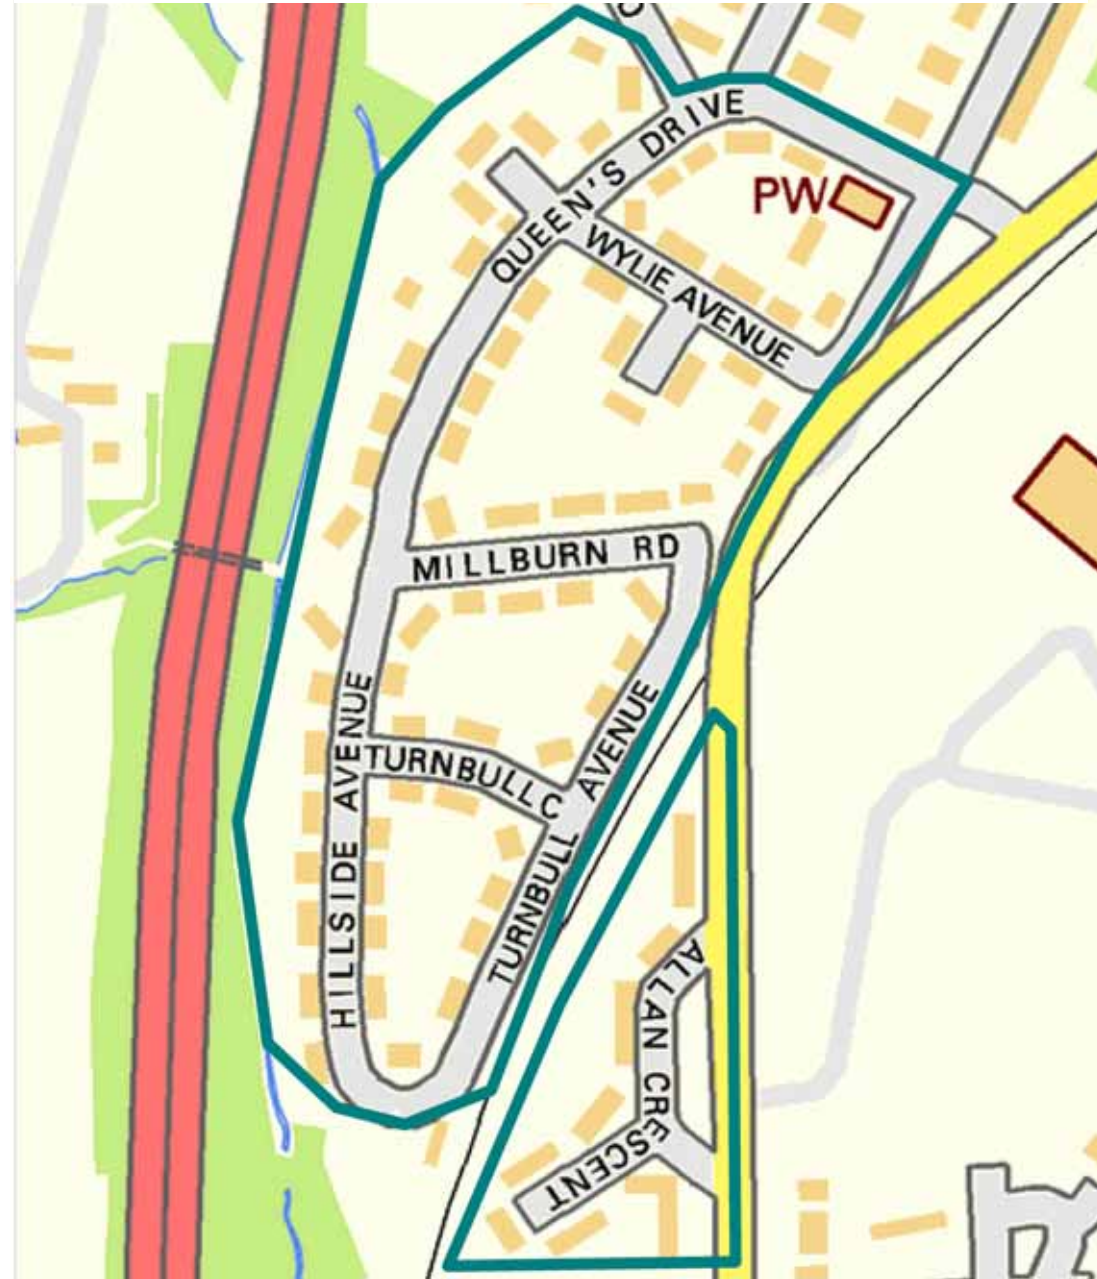 QUEEN'S DRIVE
PW
WYLIE AVENUE
MILLBURN RD
HILLSIDE AVENUE
TURNBULL C
TURNBULL AVENUE
ALLAN CRESCENT